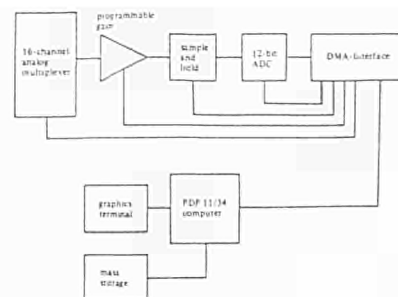 programmable
gain
16-channel
analog
multiplexer
sample
and
hold
12-bit
ADC
DMA-Interface
graphics
terminal
PDP 11/34
computer
mass
storage